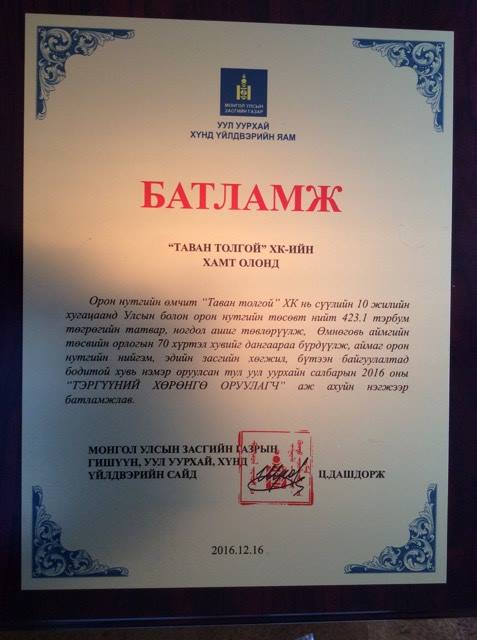 МОНГОЛ УЛСЫН
ЗАСГИЙН ГАЗАР
УУЛ УУРХАЙ
ХҮНД ҮЙЛДВЭРИЙН ЯАМ
БАТЛАМЖ
“ТАВАН ТОЛГОЙ” ХК-ИЙН
ХАМТ ОЛОНД
Орон нутгийн өмчит “Таван толгой” ХК нь сүүлийн 10 жилийн
хугацаанд Улсын болон орон нутгийн төсөвт нийт 423.1 тэрбум
төгрөгийн татвар, ногдол ашиг төвлөрүүлж, Өмнөговь аймгийн
төсвийн орлогын 70 хүртэл хувийг дангаараа бүрдүүлж, аймаг орон
нутгийн нийгэм, эдийн засгийн хөгжил, бүтээн байгуулалтад
бодитой хувь нэмэр оруулсан тул уул уурхайн салбарын 2016 оны
“ТЭРГҮҮНИЙ ХӨРӨНГӨ ОРУУЛАГЧ” аж ахуйн нэгжээр
батламжлав.
МОНГОЛ УЛСЫН ЗАСГИЙН ГАЗРЫН
ГИШҮҮН, УУЛ УУРХАЙ, ХҮНД
ҮЙЛДВЭРИЙН САЙД Ц.ДАШДОРЖ
2016.12.16